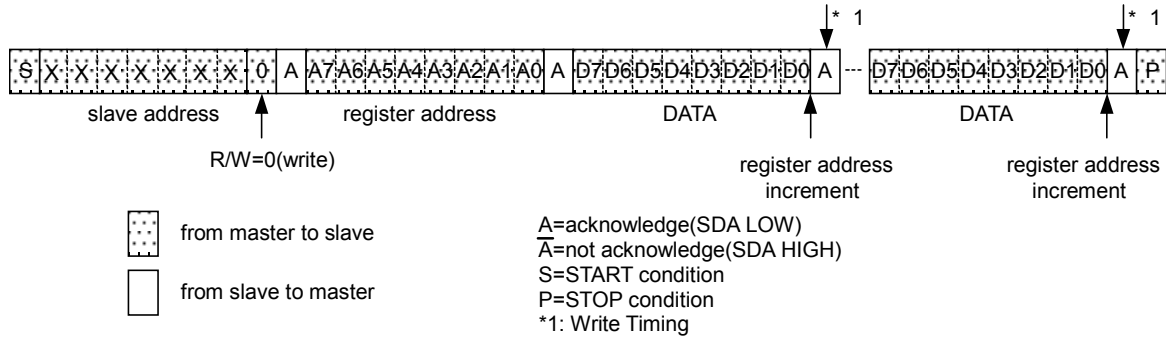 * 1 * 1
S X X X X X X X 0 A A7 A6 A5 A4 A3 A2 A1 A0 A D7 D6 D5 D4 D3 D2 D1 D0 A --- D7 D6 D5 D4 D3 D2 D1 D0 A P
slave address register address DATA DATA
R/W=0(write)
register address
increment
register address
increment
from master to slave
from slave to master
A=acknowledge(SDA LOW)
A̅=not acknowledge(SDA HIGH)
S=START condition
P=STOP condition
*1: Write Timing